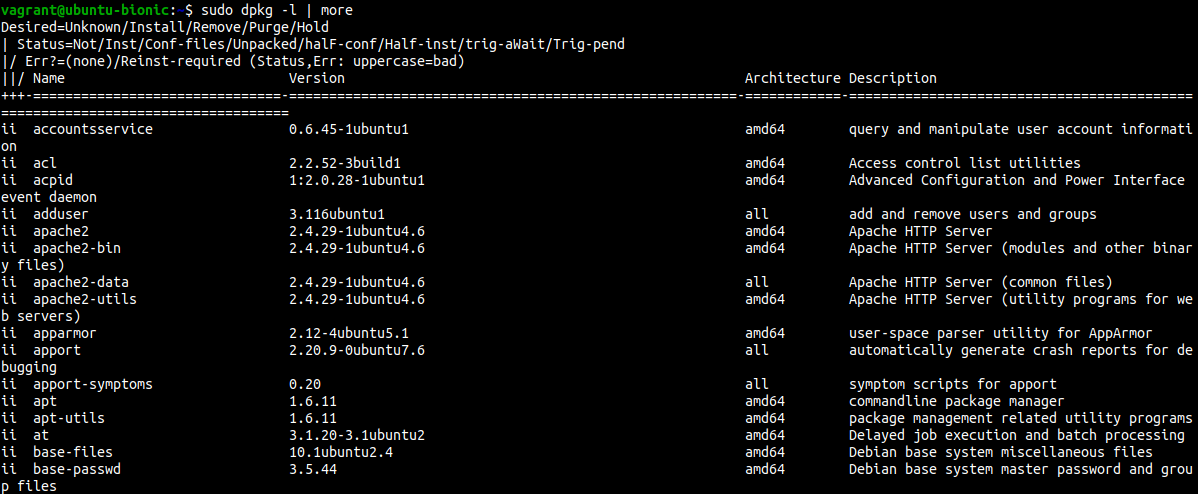 vagrant@ubuntu-bionic:~$ sudo dpkg -l | more
Desired=Unknown/Install/Remove/Purge/Hold
| Status=Not/Inst/Conf-files/Unpacked/halF-conf/Half-inst/trig-aWait/Trig-pend
|/ Err?=(none)/Reinst-required (Status,Err: uppercase=bad)
||/ Name                           Version                                                  Architecture Description
+++-===============================-========================================================-============-===========================================
====================================
ii  accountsservice                 0.6.45-1ubuntu1                                          amd64        query and manipulate user account informati
on
ii  acl                             2.2.52-3build1                                           amd64        Access control list utilities
ii  acpid                           1:2.0.28-1ubuntu1                                        amd64        Advanced Configuration and Power Interface
event daemon
ii  adduser                         3.116ubuntu1                                             all          add and remove users and groups
ii  apache2                         2.4.29-1ubuntu4.6                                        amd64        Apache HTTP Server
ii  apache2-bin                     2.4.29-1ubuntu4.6                                        amd64        Apache HTTP Server (modules and other binar
y files)
ii  apache2-data                    2.4.29-1ubuntu4.6                                        all          Apache HTTP Server (common files)
ii  apache2-utils                   2.4.29-1ubuntu4.6                                        amd64        Apache HTTP Server (utility programs for we
b servers)
ii  apparmor                        2.12-4ubuntu5.1                                          amd64        user-space parser utility for AppArmor
ii  apport                          2.20.9-0ubuntu7.6                                        all          automatically generate crash reports for de
bugging
ii  apport-symptoms                 0.20                                                     all          symptom scripts for apport
ii  apt                             1.6.11                                                   amd64        commandline package manager
ii  apt-utils                       1.6.11                                                   amd64        package management related utility programs
ii  at                              3.1.20-3.1ubuntu2                                        amd64        Delayed job execution and batch processing
ii  base-files                      10.1ubuntu2.4                                            amd64        Debian base system miscellaneous files
ii  base-passwd                     3.5.44                                                   amd64        Debian base system master password and grou
p files